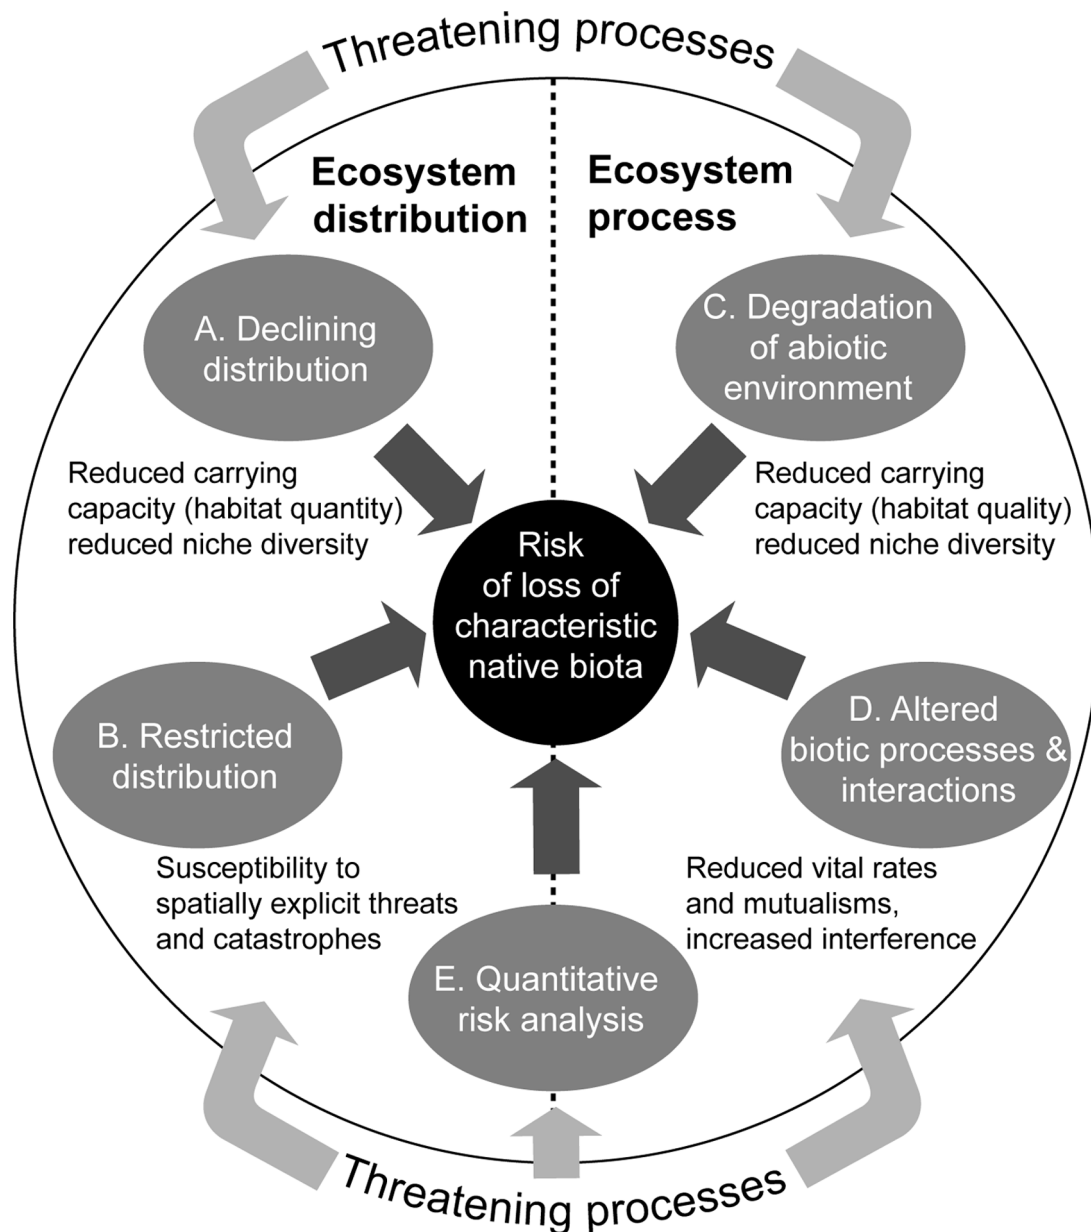 Threatening processes
Ecosystem
distribution
Ecosystem
process
A. Declining
distribution
C. Degradation
of abiotic
environment
Reduced carrying
capacity (habitat quantity)
reduced niche diversity
Reduced carrying
capacity (habitat quality)
reduced niche diversity
Risk
of loss of
characteristic
native biota
B. Restricted
distribution
D. Altered
biotic processes &
interactions
Susceptibility to
spatially explicit threats
and catastrophes
Reduced vital rates
and mutualisms,
increased interference
E. Quantitative
risk analysis
Threatening processes